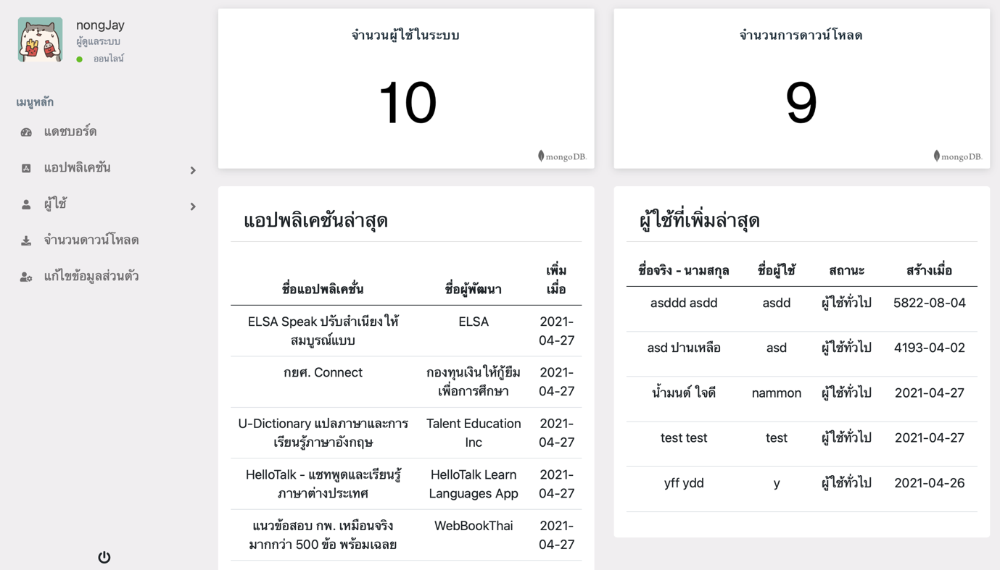 nongJay
ผู้ดูแลระบบ
ออนไลน์
เมนูหลัก
แดชบอร์ด
แอปพลิเคชัน
ผู้ใช้
จำนวนดาวน์โหลด
แก้ไขข้อมูลส่วนตัว
จำนวนผู้ใช้ในระบบ
10
mongoDB.
จำนวนการดาวน์โหลด
9
mongoDB.
แอปพลิเคชันล่าสุด
ชื่อแอปพลิเคชั่น ชื่อผู้พัฒนา เพิ่ม
เมื่อ
ELSA Speak ปรับสำเนียงให้ ELSA 2021-
สมบูรณ์แบบ 04-27
กยศ. Connect กองทุนเงินให้กู้ยืม 2021-
เพื่อการศึกษา 04-27
U-Dictionary แปลภาษาและการ Talent Education 2021-
เรียนรู้ภาษาอังกฤษ Inc 04-27
HelloTalk - แชทพูดและเรียนรู้ HelloTalk Learn 2021-
ภาษาต่างประเทศ Languages App 04-27
แนวข้อสอบ กพ. เหมือนจริง WebBookThai 2021-
มากกว่า 500 ข้อ พร้อมเฉลย 04-27
ผู้ใช้ที่เพิ่มล่าสุด
ชื่อจริง - นามสกุล ชื่อผู้ใช้ สถานะ สร้างเมื่อ
asddd asdd asdd ผู้ใช้ทั่วไป 5822-08-04
asd ปานเหลือ asd ผู้ใช้ทั่วไป 4193-04-02
น้ำมนต์ ใจดี nammon ผู้ใช้ทั่วไป 2021-04-27
test test test ผู้ใช้ทั่วไป 2021-04-27
yff ydd y ผู้ใช้ทั่วไป 2021-04-26